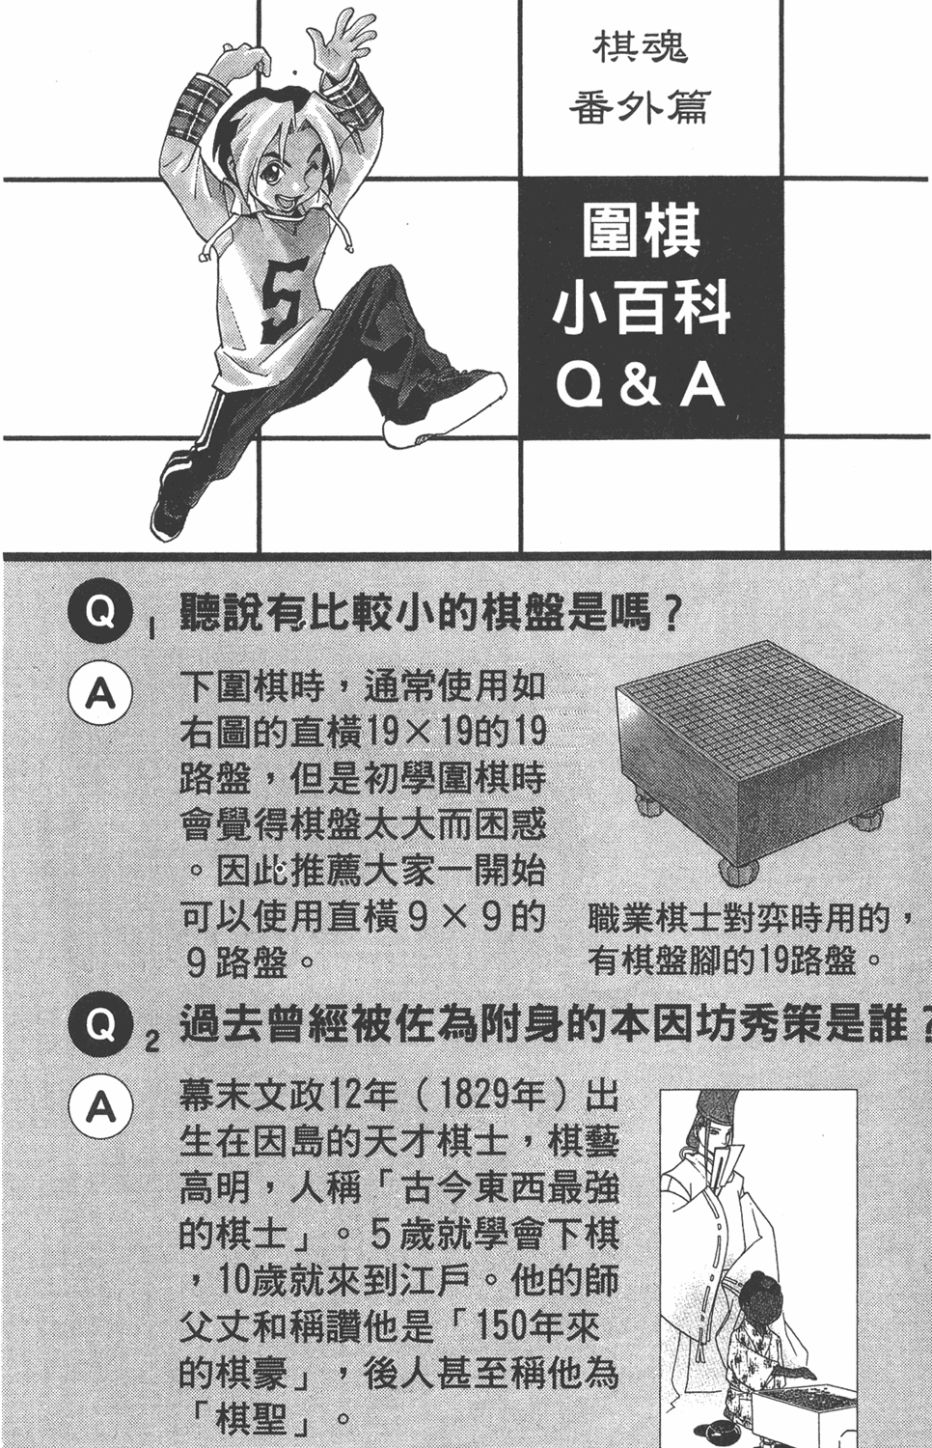 棋魂
番外篇
圍棋
小百科
Q&A
Q1 聽說有比較小的棋盤是嗎？
A 下圍棋時，通常使用如
右圖的直橫19×19的19
路盤，但是初學圍棋時
會覺得棋盤太大而困惑
。因此推薦大家一開始
可以使用直橫９×９的
９路盤。
職業棋士對弈時用的，
有棋盤腳的19路盤。
Q2 過去曾經被佐為附身的本因坊秀策是誰？
A 幕末文政12年（1829年）出
生在因島的天才棋士，棋藝
高明，人稱「古今東西最強
的棋士」。５歲就學會下棋
，10歲就來到江戶。他的師
父丈和稱讚他是「150年來
的棋豪」，後人甚至稱他為
「棋聖」。
5